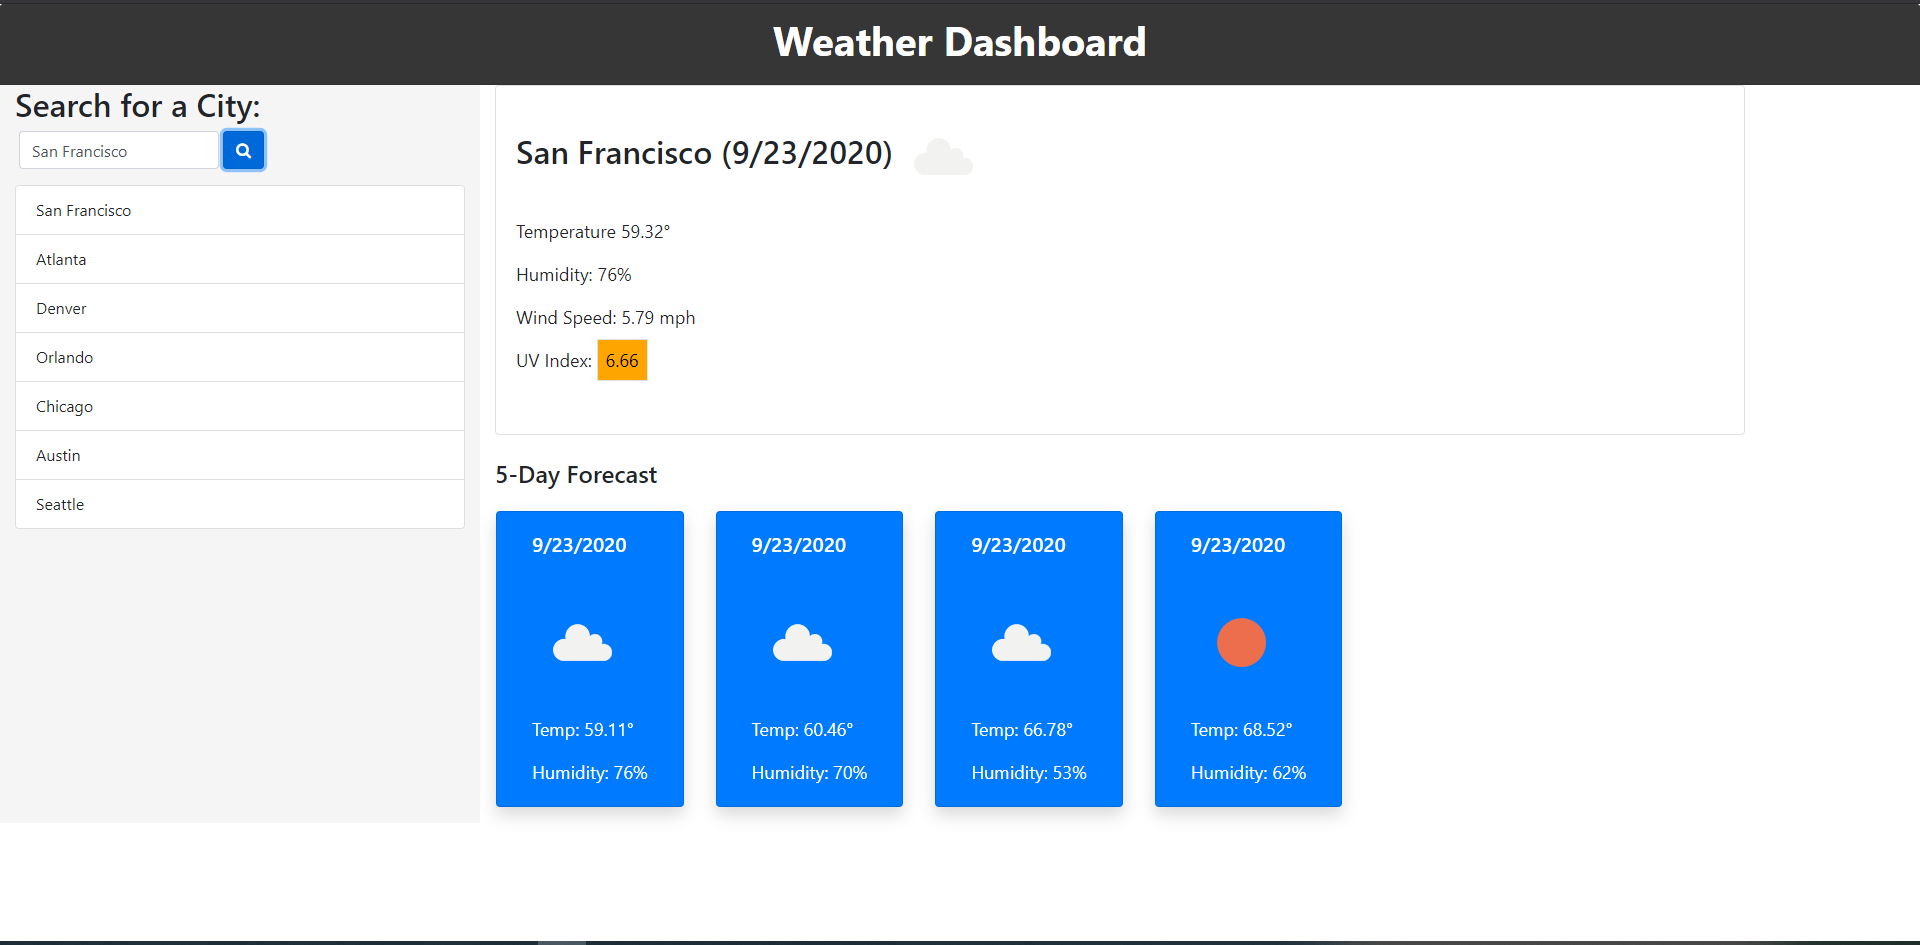 Weather Dashboard
Search for a City:
San Francisco
San Francisco
Atlanta
Denver
Orlando
Chicago
Austin
Seattle
San Francisco (9/23/2020)
Temperature 59.32°
Humidity: 76%
Wind Speed: 5.79 mph
UV Index: 6.66
5-Day Forecast
9/23/2020
Temp: 59.11°
Humidity: 76%
9/23/2020
Temp: 60.46°
Humidity: 70%
9/23/2020
Temp: 66.78°
Humidity: 53%
9/23/2020
Temp: 68.52°
Humidity: 62%